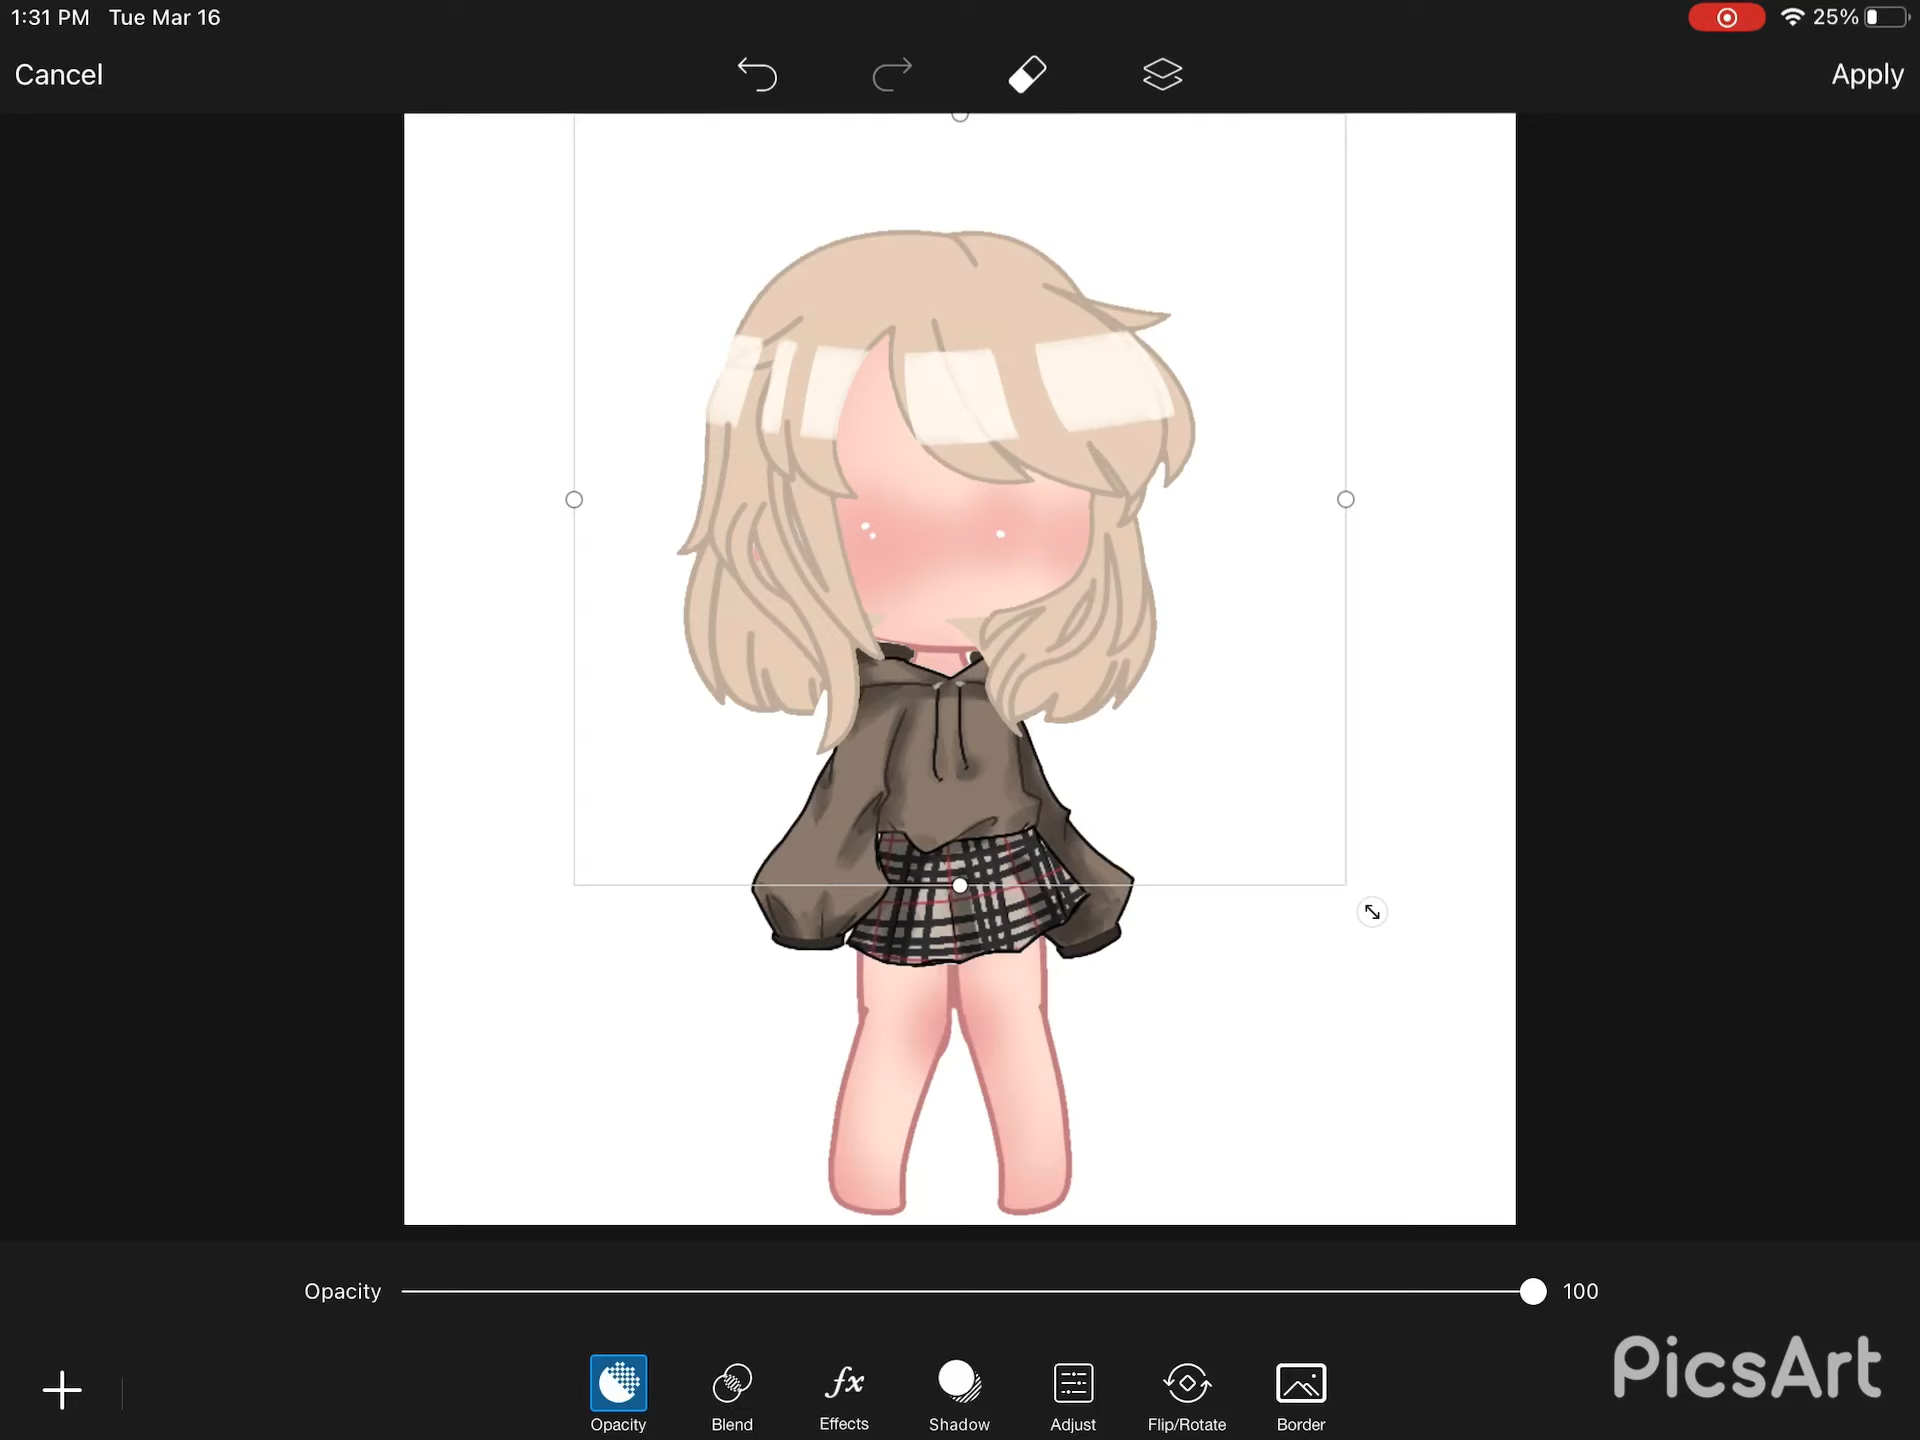 1:31 PM Tue Mar 16
25%
Cancel
Apply
Opacity
100
Opacity
Blend
Effects
Shadow
Adjust
Flip/Rotate
Border
PicsArt